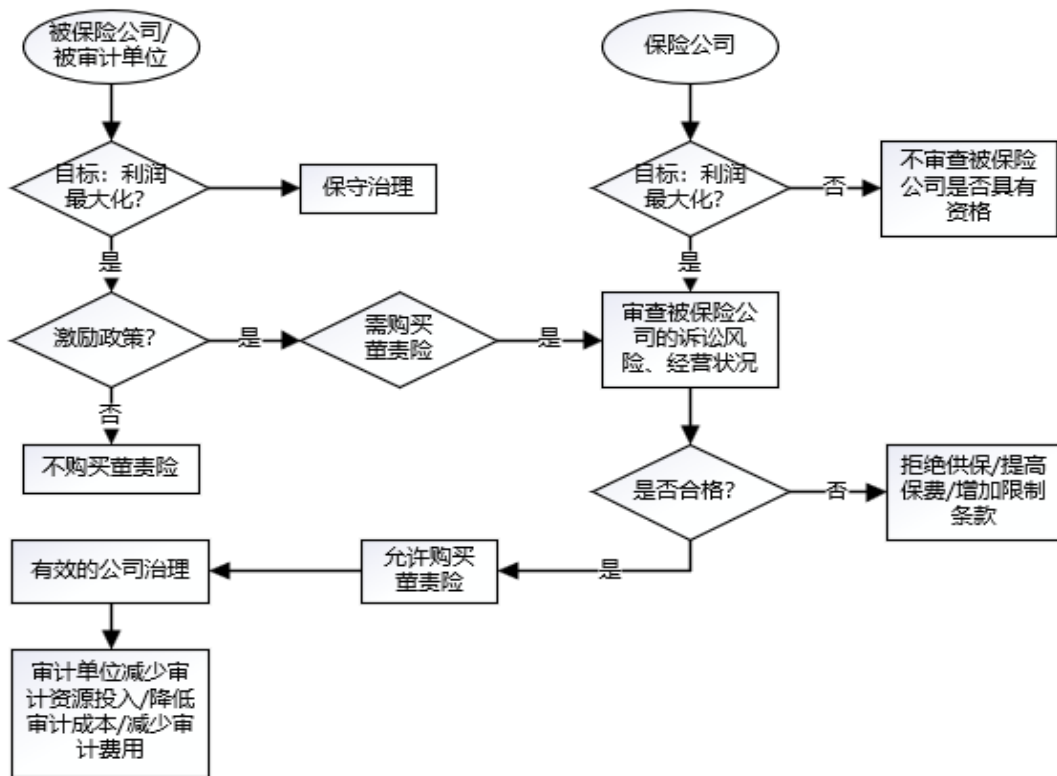 被保险公司/
被审计单位
保险公司
目标：利润
最大化？
保守治理
目标：利润
最大化？
否
不审查被保险
公司是否具有
资格
是
是
激励政策？
是
需购买
董责险
是
审查被保险公
司的诉讼风
险、经营状况
否
不购买董责险
是否合格？
否
拒绝供保/提高
保费/增加限制
条款
有效的公司治理
允许购买
董责险
是
审计单位减少审
计资源投入/降低
审计成本/减少审
计费用